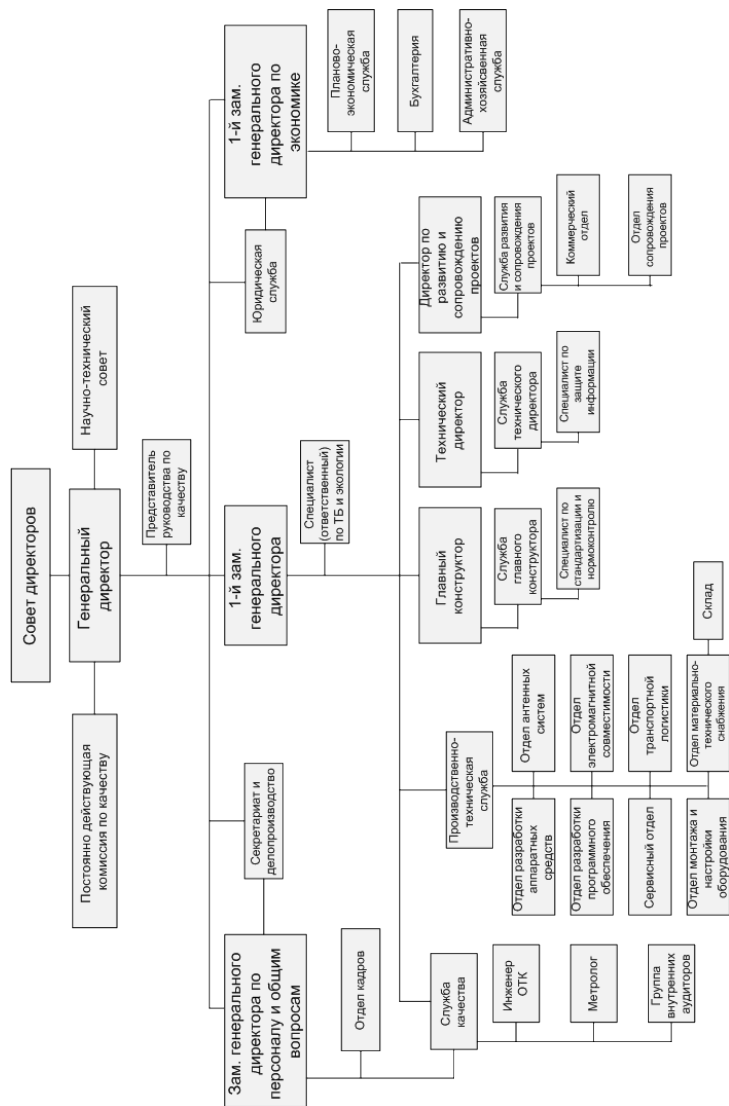 Совет директоров
Постоянно действующая
комиссия по качеству
Генеральный
директор
Научно-технический
совет
Представитель
руководства по
качеству
Зам. генерального
директора по
персоналу и общим
вопросам
Секретариат и
делопроизводство
1-й зам.
генерального
директора
Юридическая
служба
1-й зам.
генерального
директора по
экономике
Отдел кадров
Специалист
(ответственный)
по ТБ и экологии
Планово-
экономическая
служба
Бухгалтерия
Административно-
хозяйсвенная
служба
Служба
качества
Производственно-
техническая
служба
Главный
конструктор
Технический
директор
Директор по
развитию и
сопровождению
проектов
Инженер
ОТК
Метролог
Группа
внутренних
аудиторов
Отдел разработки
аппаратных
средств
Отдел антенных
систем
Отдел разработки
программного
обеспечения
Отдел
электромагнитной
совместимости
Сервисный отдел
Отдел
транспортной
логистики
Отдел монтажа и
настройки
оборудования
Отдел материально-
технического
снабжения
Склад
Служба
главного
конструктора
Специалист по
стандартизации и
нормоконтролю
Служба
технического
директора
Специалист по
защите
информации
Служба развития
и сопровождения
проектов
Коммерческий
отдел
Отдел
сопровождения
проектов